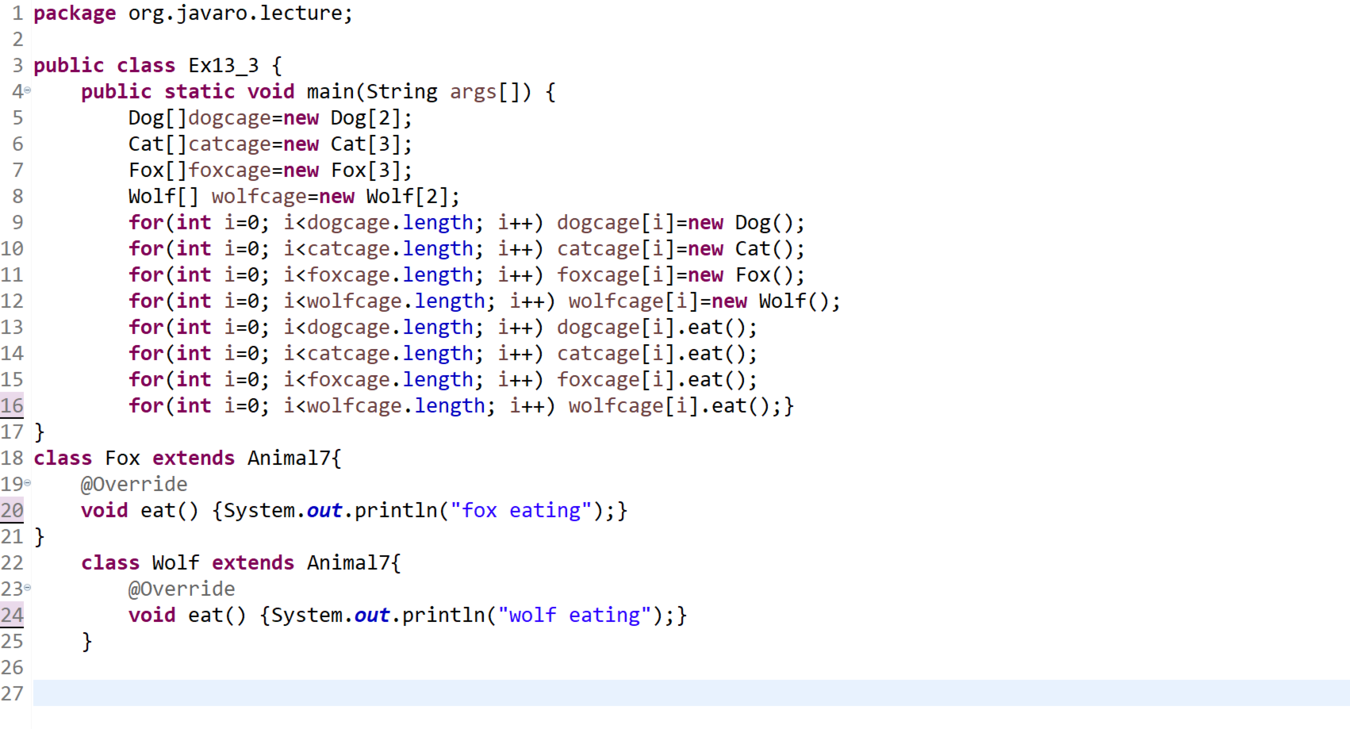 1 package org.javaro.lecture;
2
3 public class Ex13_3 {
4     public static void main(String args[]) {
5         Dog[]dogcage=new Dog[2];
6         Cat[]catcage=new Cat[3];
7         Fox[]foxcage=new Fox[3];
8         Wolf[] wolfcage=new Wolf[2];
9         for(int i=0; i<dogcage.length; i++) dogcage[i]=new Dog();
10         for(int i=0; i<catcage.length; i++) catcage[i]=new Cat();
11         for(int i=0; i<foxcage.length; i++) foxcage[i]=new Fox();
12         for(int i=0; i<wolfcage.length; i++) wolfcage[i]=new Wolf();
13         for(int i=0; i<dogcage.length; i++) dogcage[i].eat();
14         for(int i=0; i<catcage.length; i++) catcage[i].eat();
15         for(int i=0; i<foxcage.length; i++) foxcage[i].eat();
16         for(int i=0; i<wolfcage.length; i++) wolfcage[i].eat();}
17 }
18 class Fox extends Animal7{
19     @Override
20     void eat() {System.out.println("fox eating");}
21 }
22     class Wolf extends Animal7{
23         @Override
24         void eat() {System.out.println("wolf eating");}
25     }
26
27